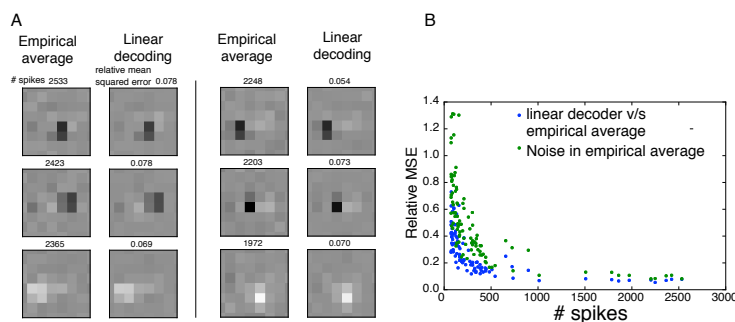 A
Empirical average
Linear decoding
Empirical average
Linear decoding
# spikes 2533
relative mean squared error 0.078
2248
0.054
2423
0.078
2203
0.073
2365
0.069
1972
0.070
B
1.4
1.2
1.0
0.8
0.6
0.4
0.2
0.0
Relative MSE
linear decoder v/s
empirical average
Noise in empirical average
0
500
1000
1500
2000
2500
3000
# spikes